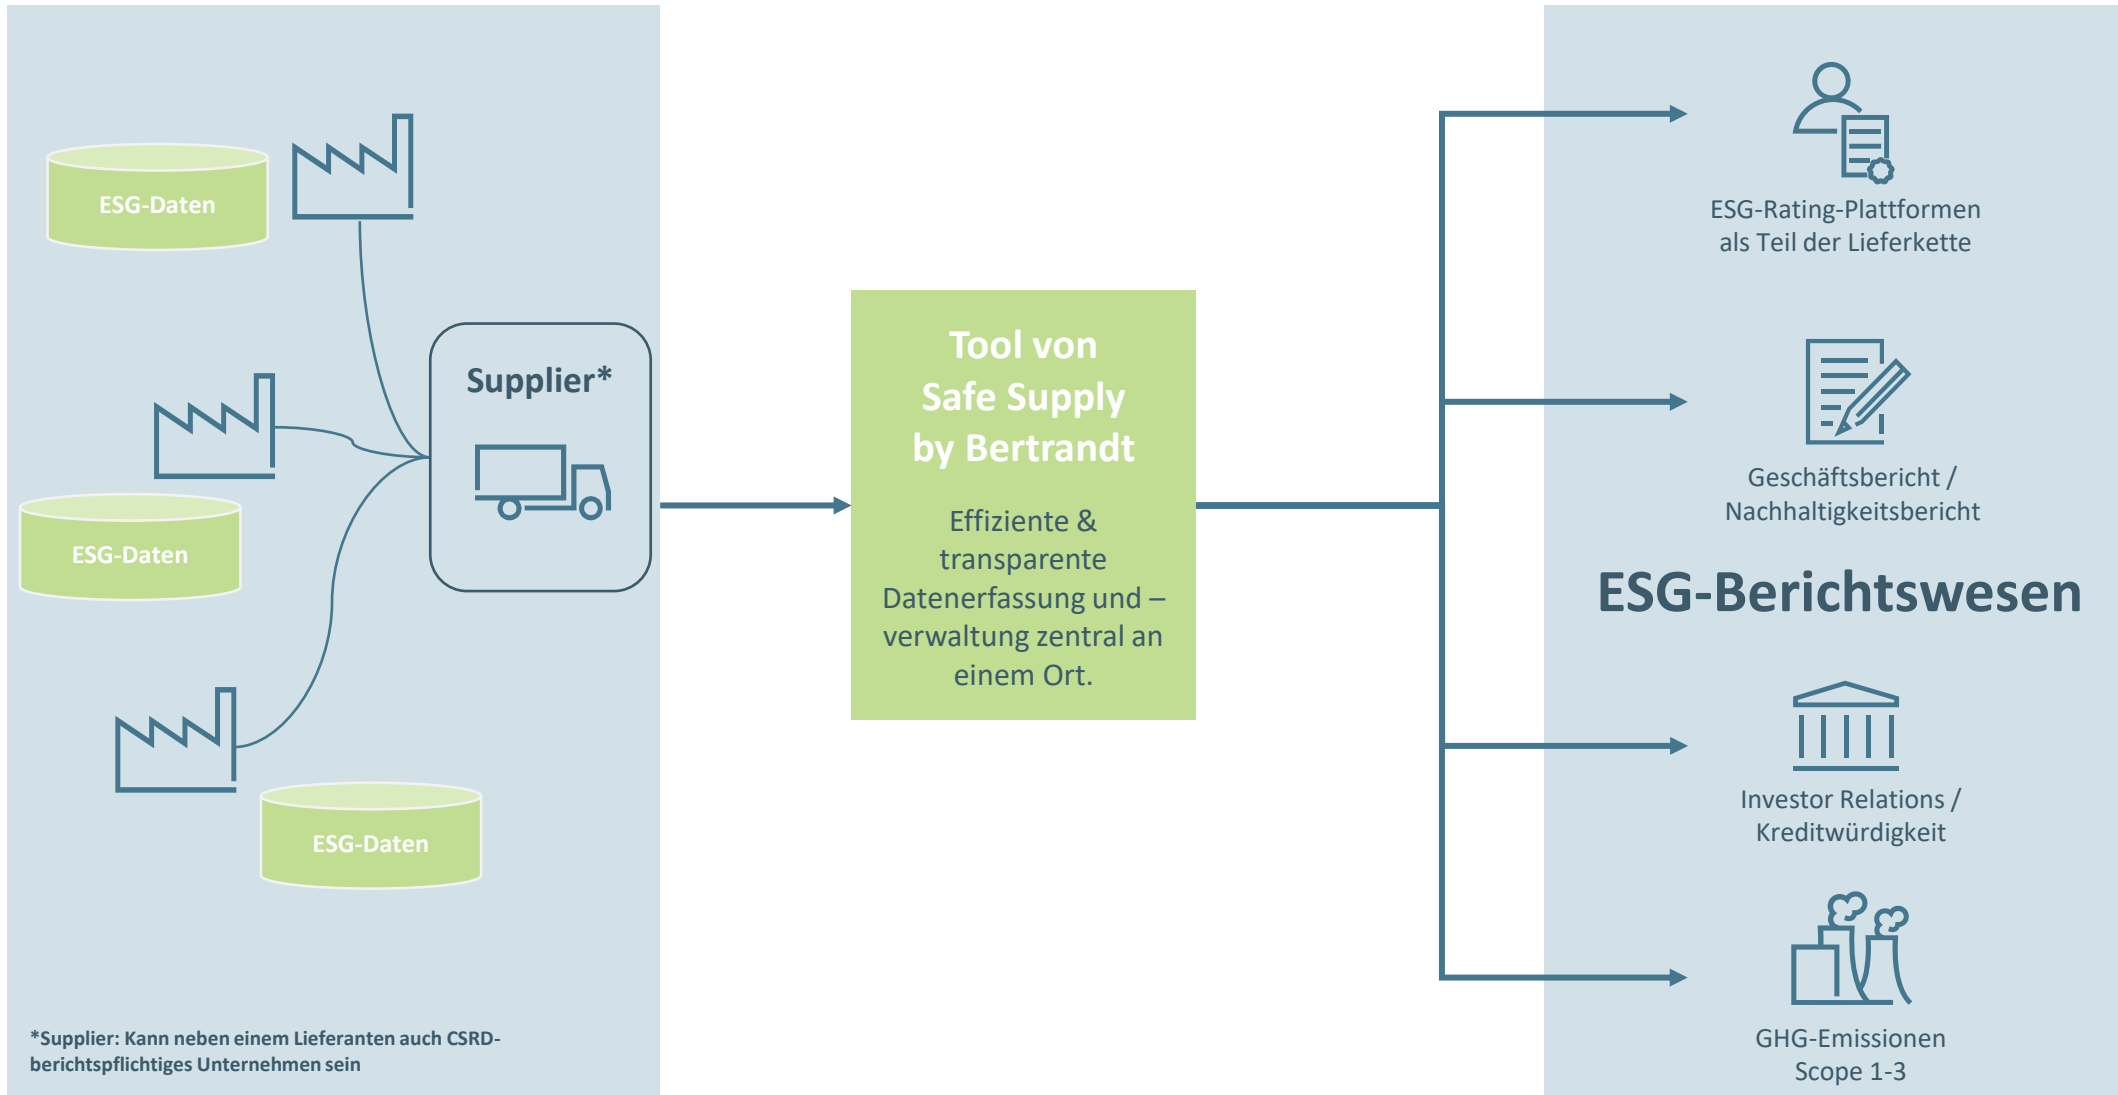 ESG-Daten
ESG-Daten
ESG-Daten
Supplier*
*Supplier: Kann neben einem Lieferanten auch CSRD-
berichtspflichtiges Unternehmen sein
Tool von
Safe Supply
by Bertrandt
Effiziente &
transparente
Datenerfassung und –
verwaltung zentral an
einem Ort.
ESG-Rating-Plattformen
als Teil der Lieferkette
Geschäftsbericht /
Nachhaltigkeitsbericht
ESG-Berichtswesen
Investor Relations /
Kreditwürdigkeit
GHG-Emissionen
Scope 1-3